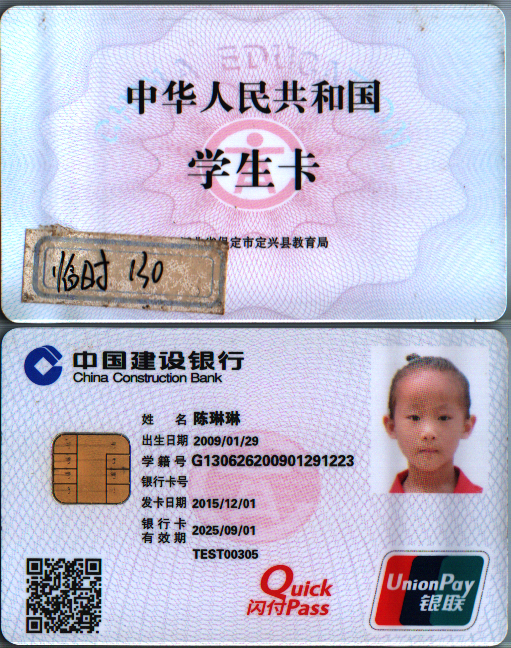 中华人民共和国
学生卡
保定市定兴县教育局
临时 130
中国建设银行
China Construction Bank
姓 名 陈琳琳
出生日期 2009/01/29
学籍号 G130626200901291223
银行卡号
发卡日期 2015/12/01
银行卡
有效期 2025/09/01
TEST00305
Quick
闪付Pass
UnionPay
银联